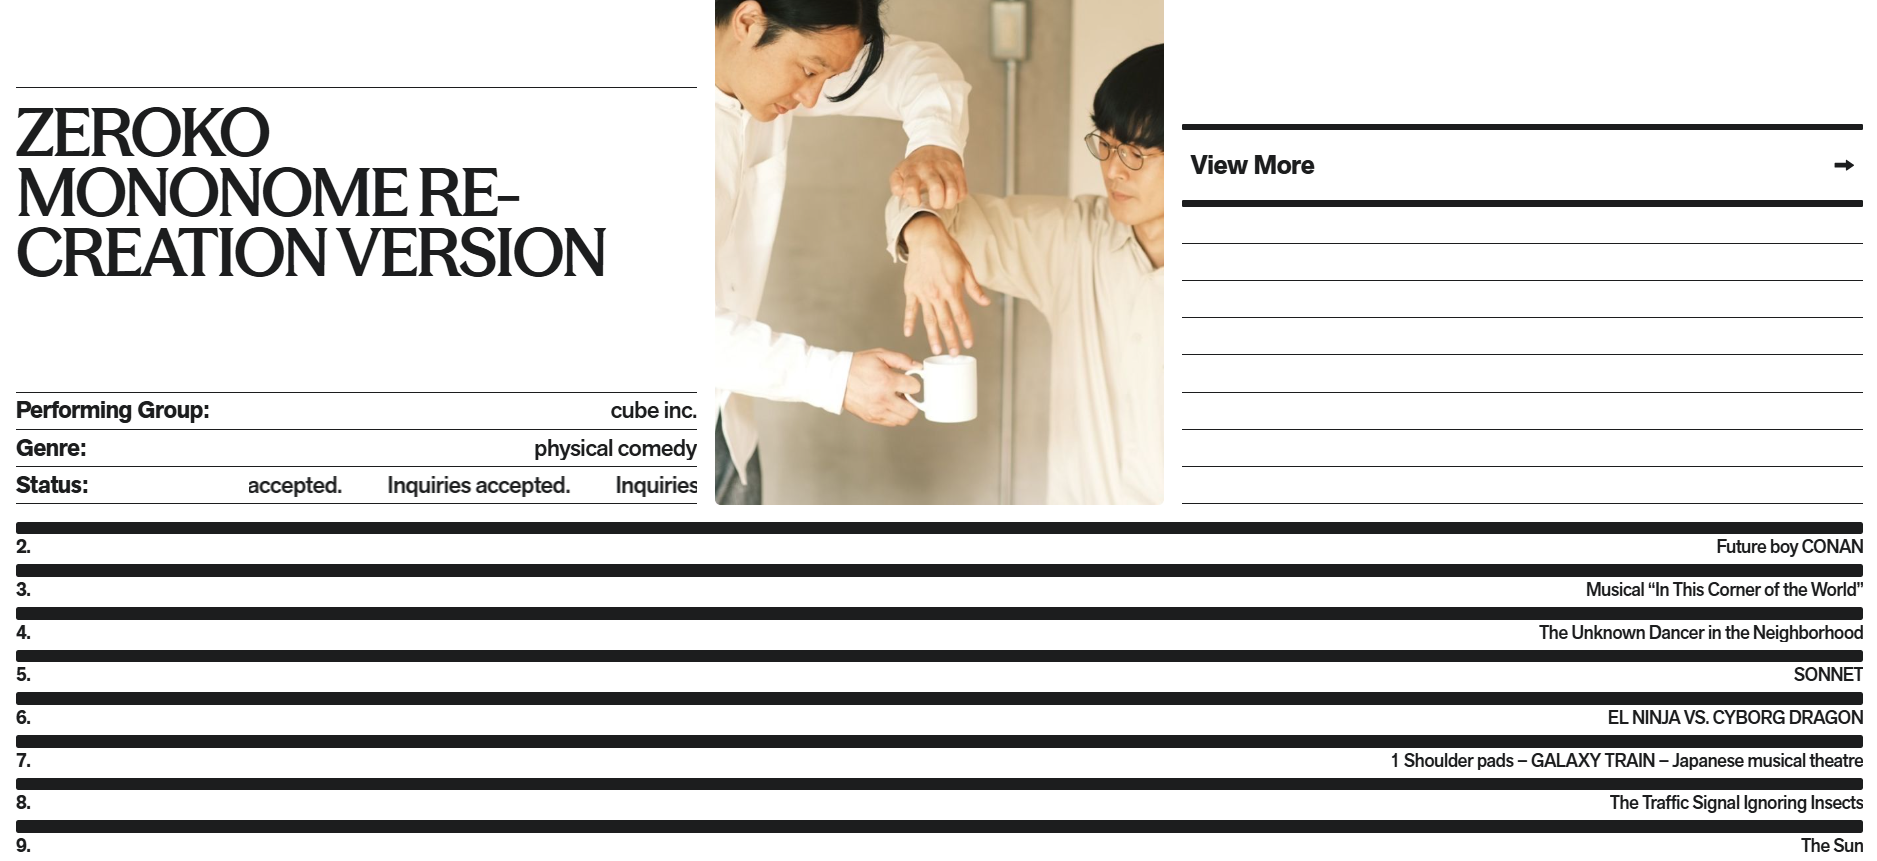 ZEROKO
MONONOME RE-
CREATION VERSION
Performing Group: cube inc.
Genre: physical comedy
Status: accepted. Inquiries accepted. Inquiries
View More →
2. Future boy CONAN
3. Musical “In This Corner of the World”
4. The Unknown Dancer in the Neighborhood
5. SONNET
6. EL NINJA VS. CYBORG DRAGON
7. 1 Shoulder pads – GALAXY TRAIN – Japanese musical theatre
8. The Traffic Signal Ignoring Insects
9. The Sun